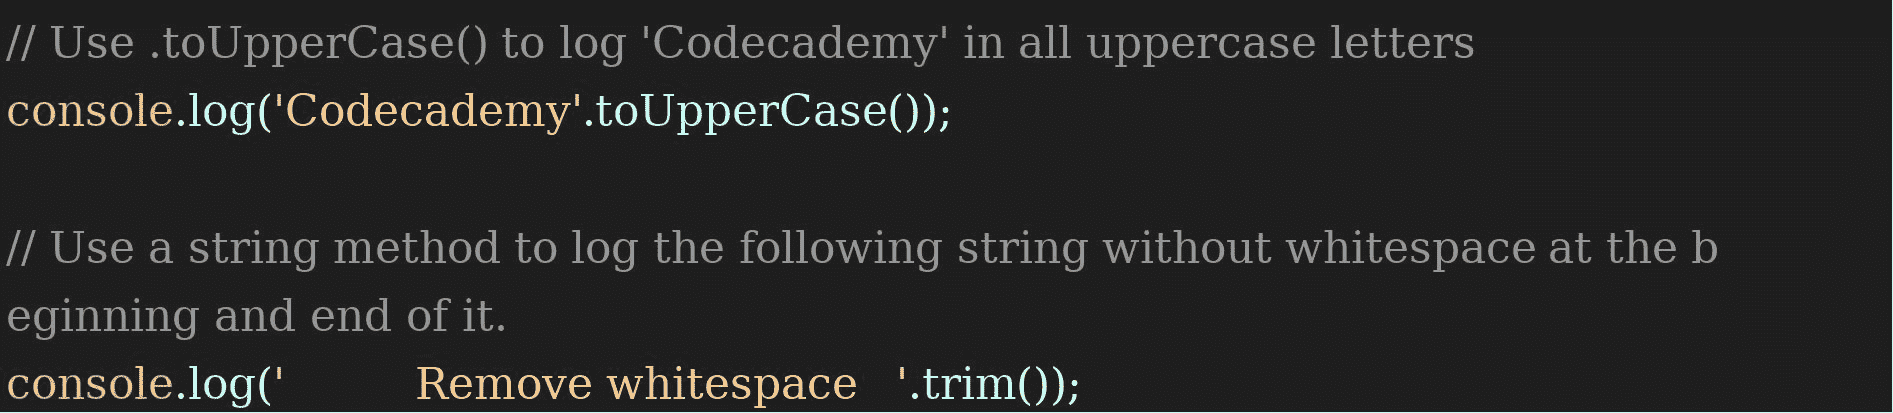 // Use .toUpperCase() to log 'Codecademy' in all uppercase letters
console.log('Codecademy'.toUpperCase());
// Use a string method to log the following string without whitespace at the b
eginning and end of it.
console.log('          Remove whitespace   '.trim());